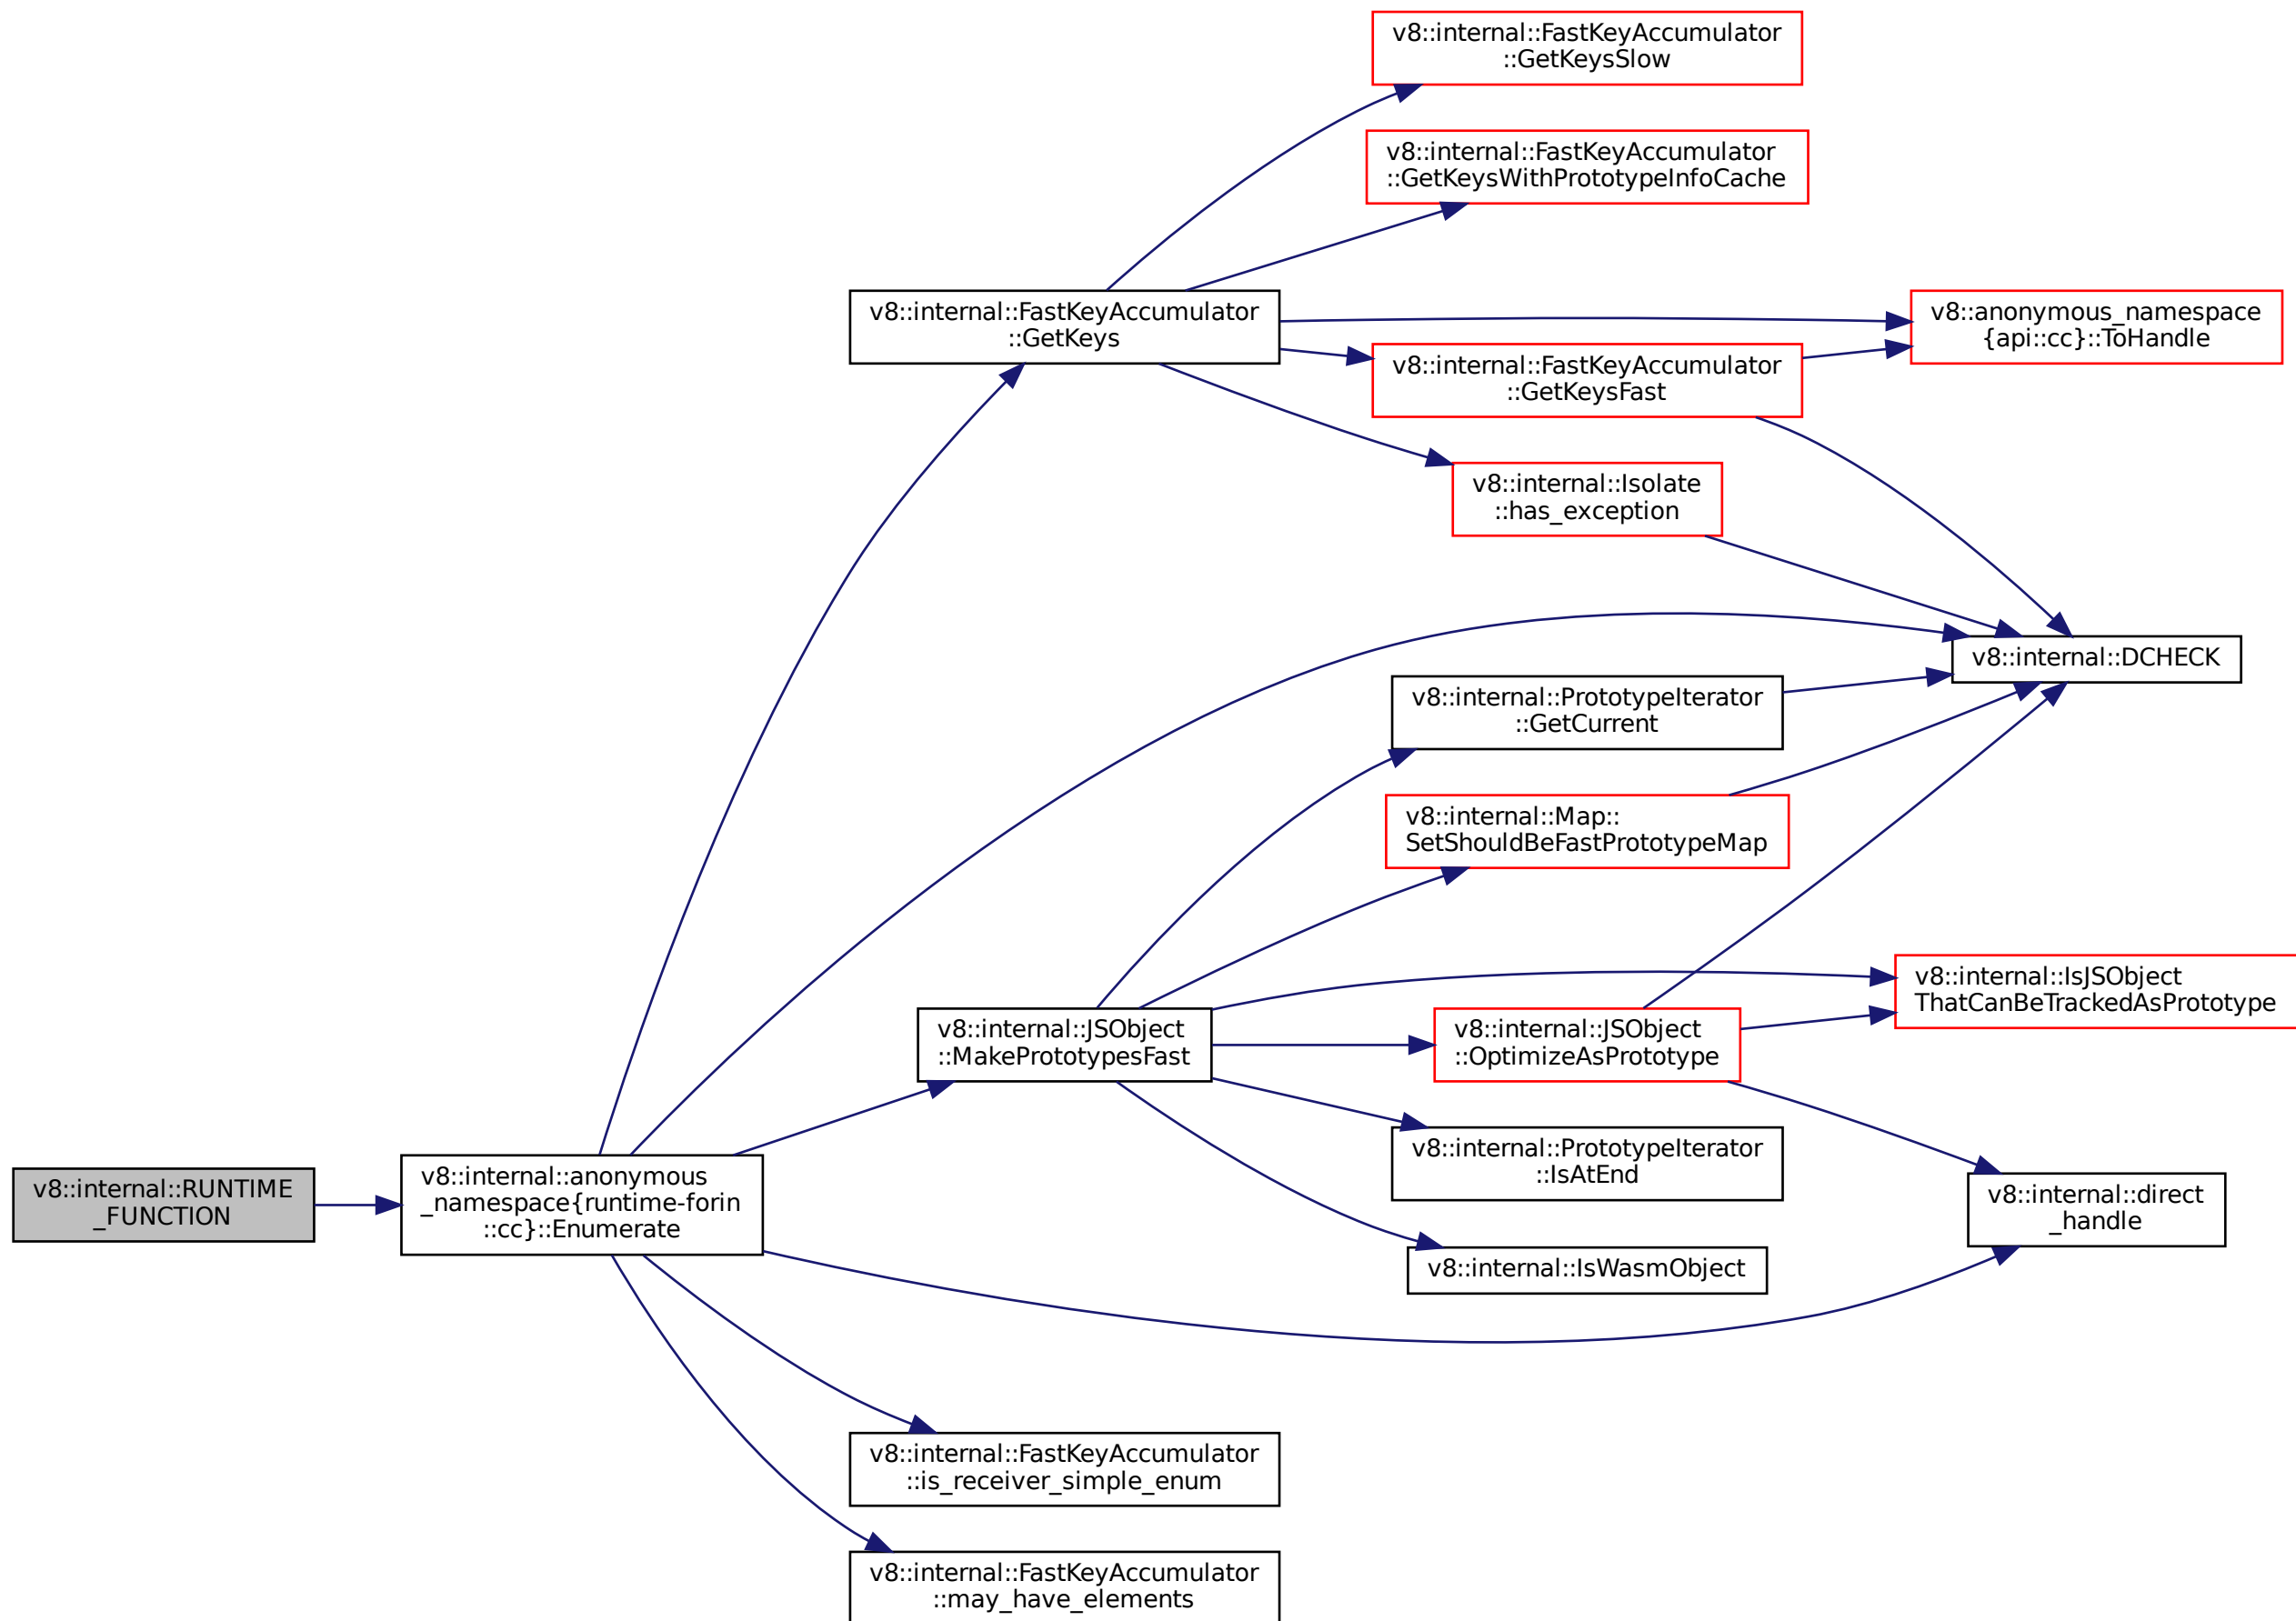 v8::internal::FastKeyAccumulator
::GetKeysSlow
v8::internal::FastKeyAccumulator
::GetKeysWithPrototypeInfoCache
v8::internal::FastKeyAccumulator
::GetKeys
v8::anonymous_namespace
{api::cc}::ToHandle
v8::internal::FastKeyAccumulator
::GetKeysFast
v8::internal::Isolate
::has_exception
v8::internal::DCHECK
v8::internal::PrototypeIterator
::GetCurrent
v8::internal::Map::
SetShouldBeFastPrototypeMap
v8::internal::IsJSObject
ThatCanBeTrackedAsPrototype
v8::internal::JSObject
::MakePrototypesFast
v8::internal::JSObject
::OptimizeAsPrototype
v8::internal::PrototypeIterator
::IsAtEnd
v8::internal::RUNTIME
_FUNCTION
v8::internal::anonymous
_namespace{runtime-forin
::cc}::Enumerate
v8::internal::direct
_handle
v8::internal::IsWasmObject
v8::internal::FastKeyAccumulator
::is_receiver_simple_enum
v8::internal::FastKeyAccumulator
::may_have_elements